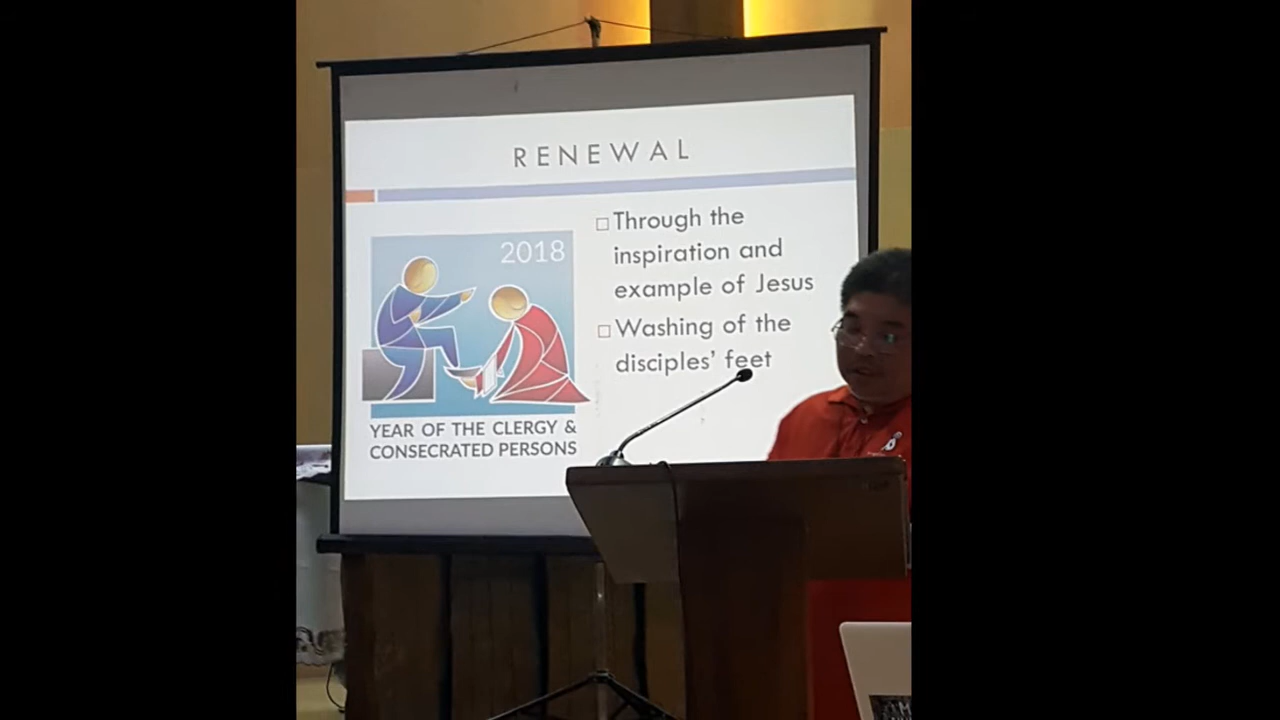 RENEWAL
2018
YEAR OF THE CLERGY &
CONSECRATED PERSONS
Through the
inspiration and
example of Jesus
Washing of the
disciples' feet